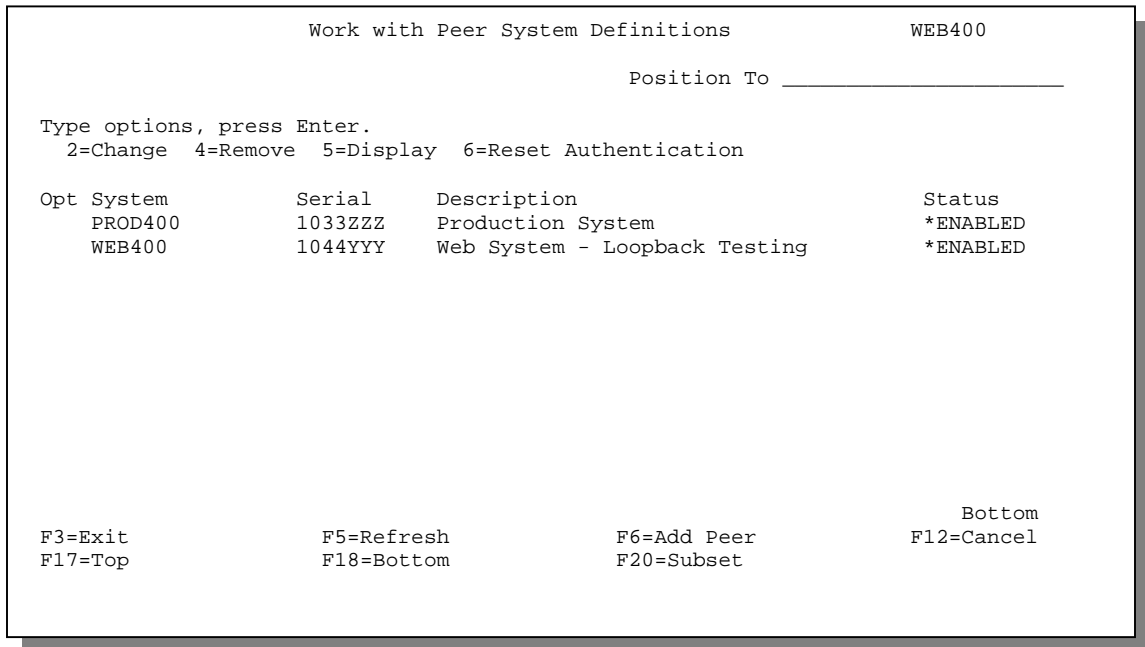 Work with Peer System Definitions WEB400
Position To ______________________
Type options, press Enter.
2=Change 4=Remove 5=Display 6=Reset Authentication
Opt System Serial Description Status
PROD400 1033ZZZ Production System *ENABLED
WEB400 1044YYY Web System - Loopback Testing *ENABLED
Bottom
F3=Exit F5=Refresh F6=Add Peer F12=Cancel
F17=Top F18=Bottom F20=Subset